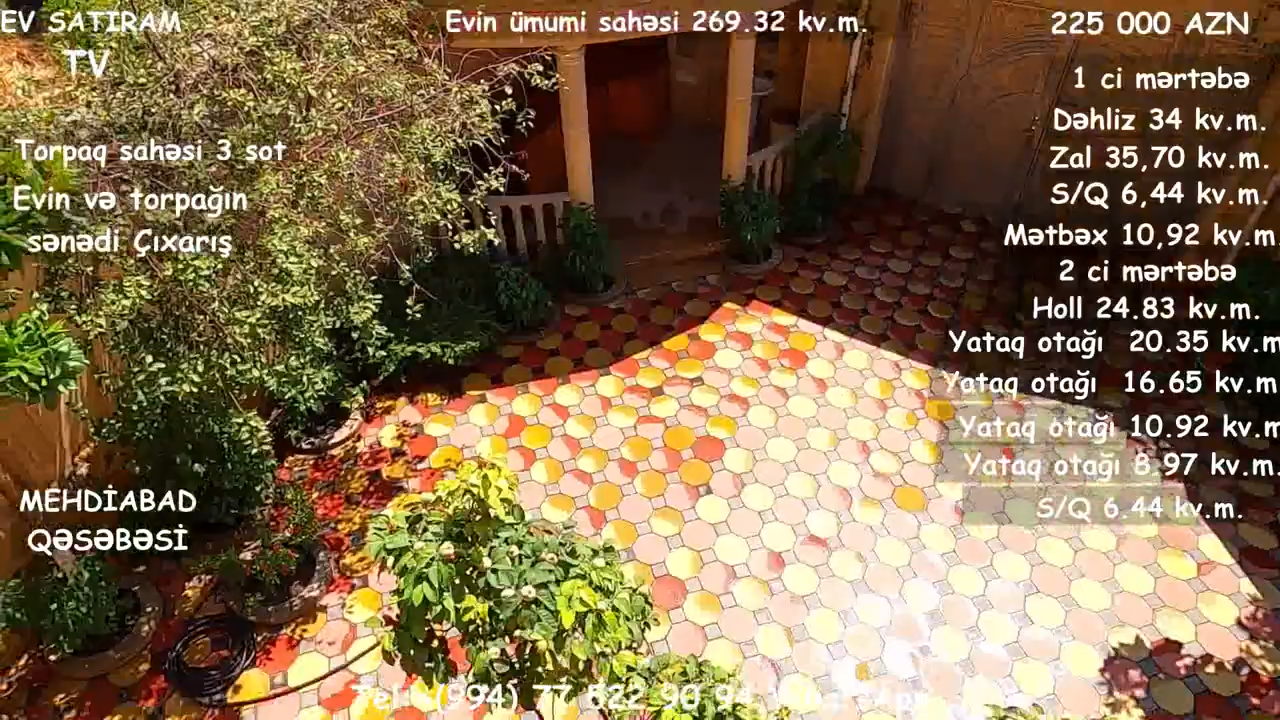 EV SATIRAM
TV
Evin ümumi sahəsi 269.32 kv.m.
225 000 AZN
Torpaq sahəsi 3 sot
Evin və torpağın
sənədi Çıxarış
1 ci mərtəbə
Dəhliz 34 kv.m.
Zal 35,70 kv.m.
S/Q 6,44 kv.m.
Mətbəx 10,92 kv.m
2 ci mərtəbə
Holl 24.83 kv.m.
Yataq otağı 20.35 kv.m
Yataq otağı 16.65 kv.m
Yataq otağı 10.92 kv.m
Yataq otağı 8.97 kv.m.
S/Q 6.44 kv.m.
MEHDİABAD
QƏSƏBƏSİ
Tel: (994) 77 522 90 94